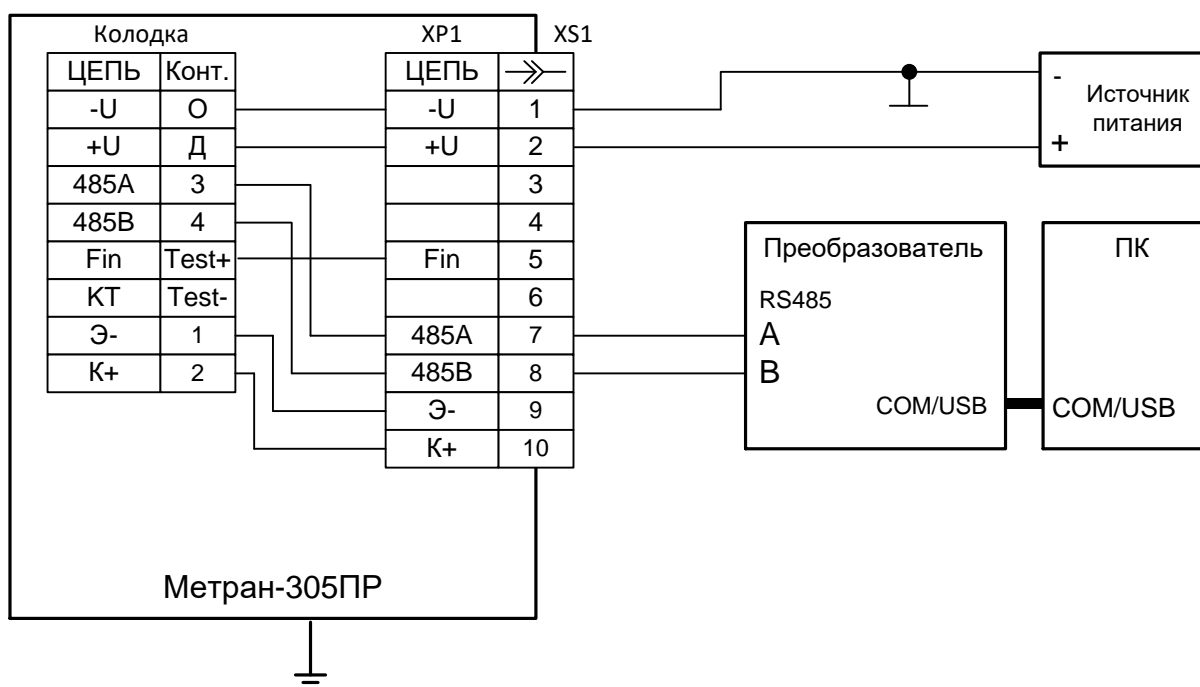 Колодка XP1 XS1
ЦЕПЬ Конт. ЦЕПЬ
-U О -U 1
+U Д +U 2
485A 3 3
485B 4 4
Fin Test+ Fin 5
KT Test- 6
Э- 1 485A 7
К+ 2 485B 8
Э- 9
К+ 10
-
Источник
питания
+
Преобразователь
RS485
A
B
COM/USB
ПК
COM/USB
Метран-305ПР